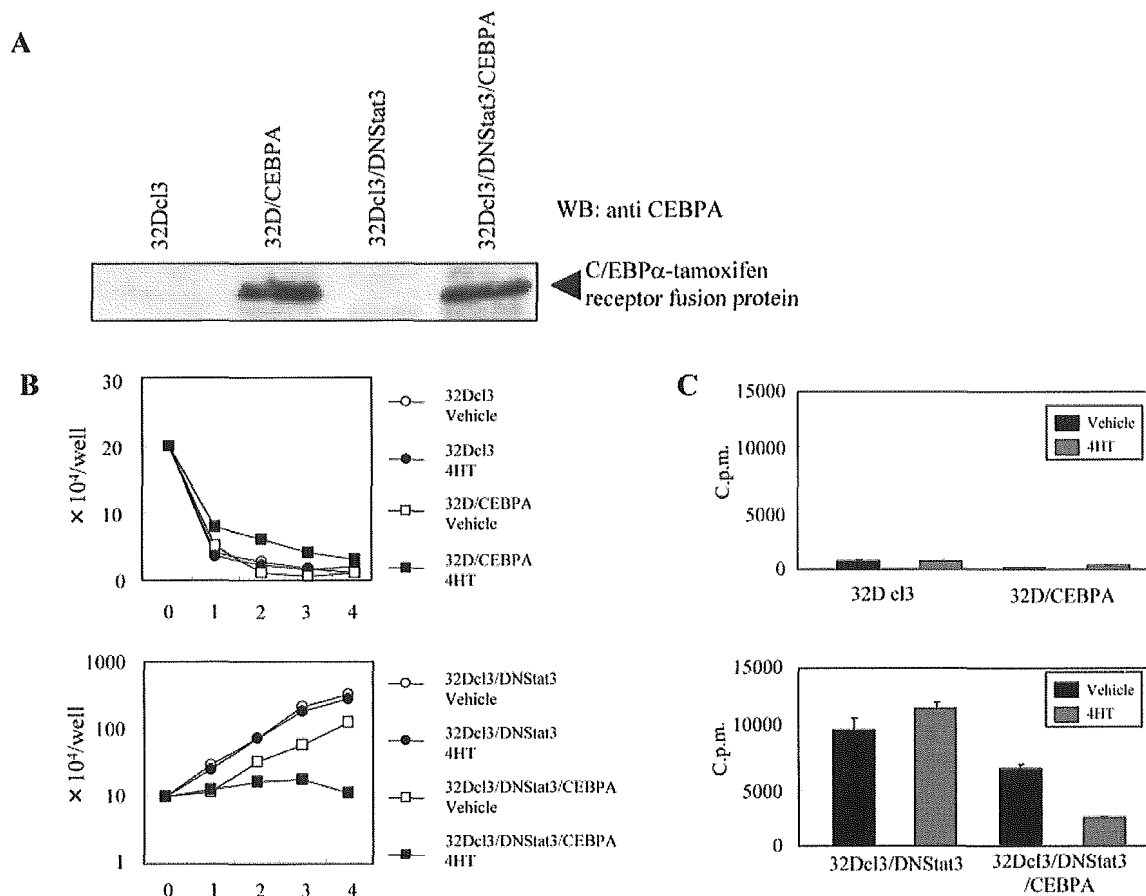 A
32Dcl3
32D/CEBPA
32Dcl3/DNStat3
32Dcl3/DNStat3/CEBPA
WB: anti CEBPA
C/EBPα-tamoxifen
receptor fusion protein
B
× 10⁴/well
30
20
10
0
0 1 2 3 4
32Dcl3
Vehicle
32Dcl3
4HT
32D/CEBPA
Vehicle
32D/CEBPA
4HT
× 10⁴/well
1000
100
10
1
0 1 2 3 4
32Dcl3/DNStat3
Vehicle
32Dcl3/DNStat3
4HT
32Dcl3/DNStat3/CEBPA
Vehicle
32Dcl3/DNStat3/CEBPA
4HT
C
C.p.m.
15000
10000
5000
0
Vehicle
4HT
32D cl3 32D/CEBPA
C.p.m.
15000
10000
5000
0
Vehicle
4HT
32Dcl3/DNStat3 32Dcl3/DNStat3
/CEBPA